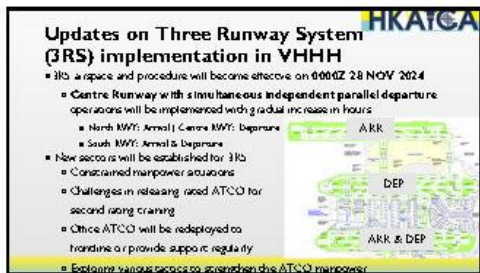 HKATCA
Updates on Three Runway System
(3RS) implementation in VHHH
3RS airspace and procedure will become effective on 0000Z 28 NOV 2024
Centre Runway with simultaneous independent parallel departure
operations will be implemented with gradual increase in hours
North RWY: Arrival | Centre RWY: Departure
South RWY: Arrival & Departure
New sectors will be established for 3RS
Constrained manpower situations
Challenges in releasing rated ATCO for
second rating training
Office ATCO will be redeployed to
frontline or provide support regularly
Exploring various tactics to strengthen the ATCO manpower
ARR
DEP
ARR & DEP